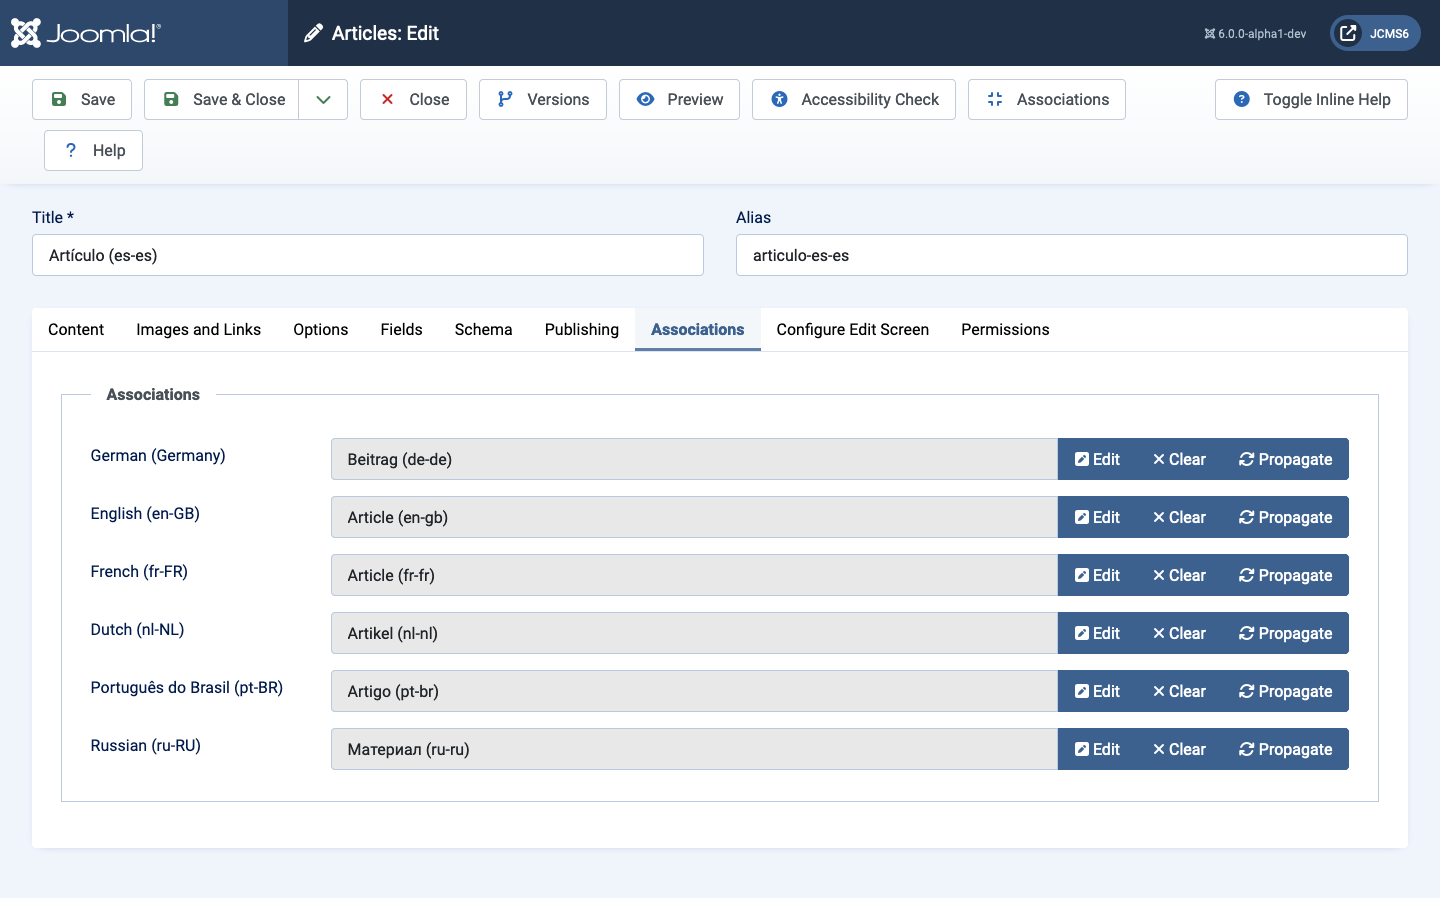 Joomla!®
Articles: Edit
6.0.0-alpha1-dev
JCMS6
Save
Save & Close
Close
Versions
Preview
Accessibility Check
Associations
Toggle Inline Help
? Help
Title *
Alias
Artículo (es-es)
articulo-es-es
Content Images and Links Options Fields Schema Publishing Associations Configure Edit Screen Permissions
Associations
German (Germany) Beitrag (de-de) Edit Clear Propagate
English (en-GB) Article (en-gb) Edit Clear Propagate
French (fr-FR) Article (fr-fr) Edit Clear Propagate
Dutch (nl-NL) Artikel (nl-nl) Edit Clear Propagate
Português do Brasil (pt-BR) Artigo (pt-br) Edit Clear Propagate
Russian (ru-RU) Материал (ru-ru) Edit Clear Propagate